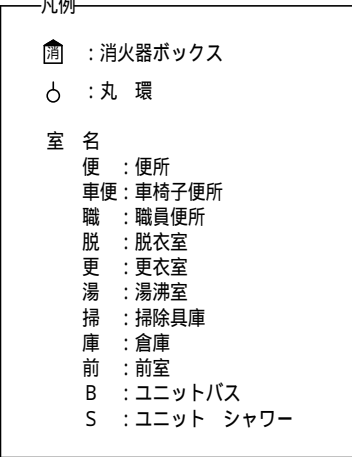 凡例
消 ：消火器ボックス
：丸　環
室　名
便　：便所
車便：車椅子便所
職　：職員便所
脱　：脱衣室
更　：更衣室
湯　：湯沸室
掃　：掃除具庫
庫　：倉庫
前　：前室
B　：ユニットバス
S　：ユニット　シャワー